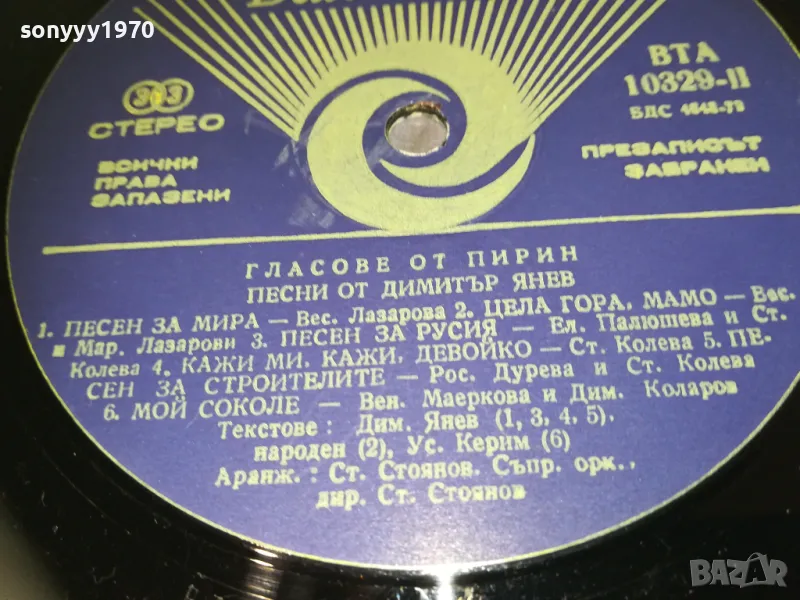 sonyyy1970
33
СТЕРЕО
ВСИЧКИ
ПРАВА
ЗАПАЗЕНИ
ВТА
10329-II
БДС 1848-73
ПРЕЗАПИСЪТ
ЗАБРАНЕН
ГЛАСОВЕ ОТ ПИРИН
ПЕСНИ ОТ ДИМИТЪР ЯНЕВ
1. ПЕСЕН ЗА МИРА — Вес. Лазарова 2. ЦЕЛА ГОРА, МАМО — Вес.
и Мар. Лазарови 3. ПЕСЕН ЗА РУСИЯ — Ел. Палюшева и Ст.
Колева 4. КАЖИ МИ, КАЖИ, ДЕВОЙКО — Ст. Колева 5. ПЕ-
СЕН ЗА СТРОИТЕЛИТЕ — Рос. Дурева и Ст. Колева
6. МОЙ СОКОЛЕ — Вен. Маеркова и Дим. Коларов
Текстове: Дим. Янев (1, 3, 4, 5),
народен (2), Ус. Керим (6)
Аранж.: Ст. Стоянов. Съпр. орк.,
дир. Ст. Стоянов
BAZAR
bazar.bg